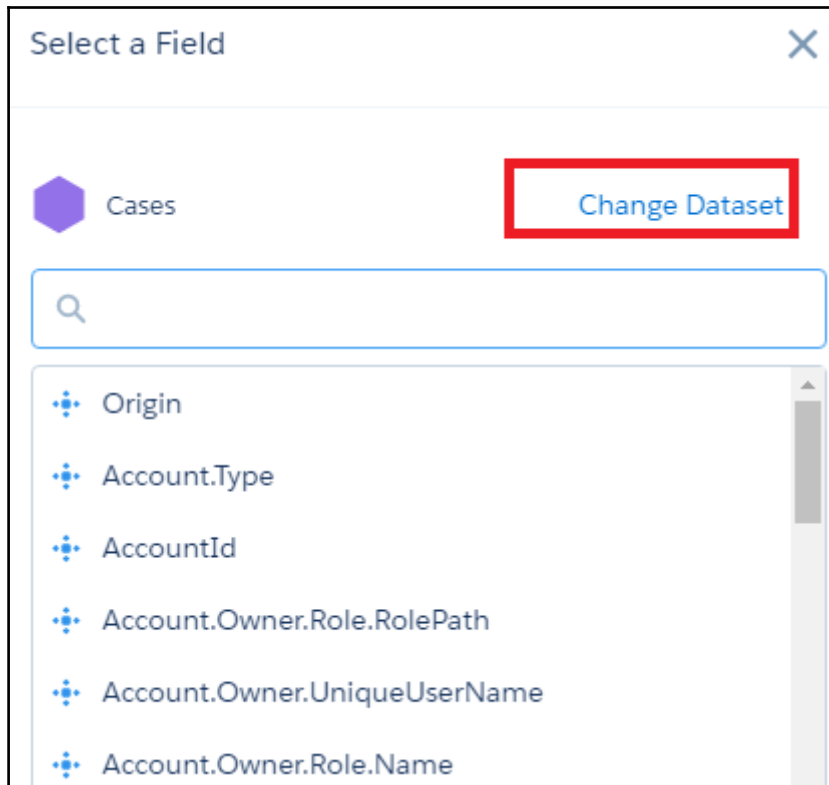 Select a Field
Cases
Change Dataset
Origin
Account.Type
AccountId
Account.Owner.Role.RolePath
Account.Owner.UniqueUserName
Account.Owner.Role.Name